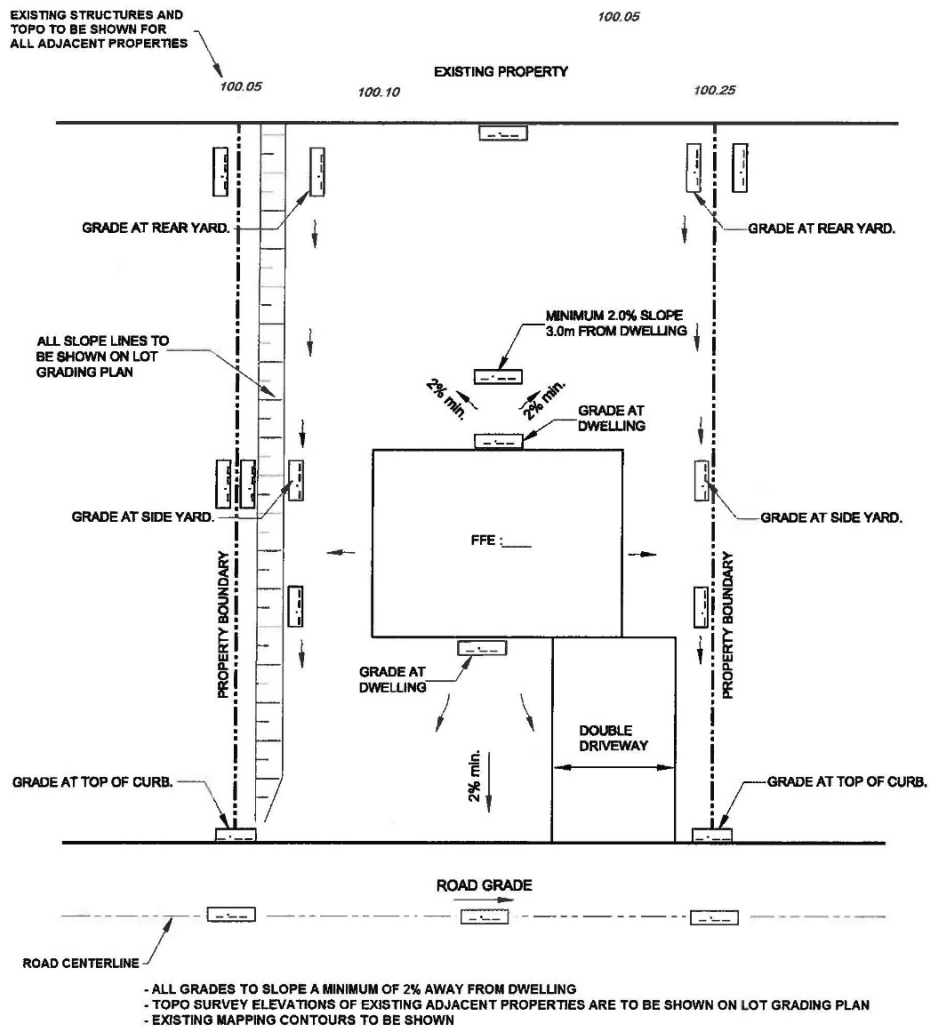 EXISTING STRUCTURES AND
TOPO TO BE SHOWN FOR
ALL ADJACENT PROPERTIES
100.05
EXISTING PROPERTY
100.05
100.10
100.25
GRADE AT REAR YARD.
GRADE AT REAR YARD.
MINIMUM 2.0% SLOPE
3.0m FROM DWELLING
ALL SLOPE LINES TO
BE SHOWN ON LOT
GRADING PLAN
2% min.
2% min.
GRADE AT
DWELLING
GRADE AT SIDE YARD.
GRADE AT SIDE YARD.
FFE :____
PROPERTY BOUNDARY
PROPERTY BOUNDARY
GRADE AT
DWELLING
DOUBLE
DRIVEWAY
2% min.
GRADE AT TOP OF CURB.
GRADE AT TOP OF CURB.
ROAD GRADE
ROAD CENTERLINE
- ALL GRADES TO SLOPE A MINIMUM OF 2% AWAY FROM DWELLING
- TOPO SURVEY ELEVATIONS OF EXISTING ADJACENT PROPERTIES ARE TO BE SHOWN ON LOT GRADING PLAN
- EXISTING MAPPING CONTOURS TO BE SHOWN